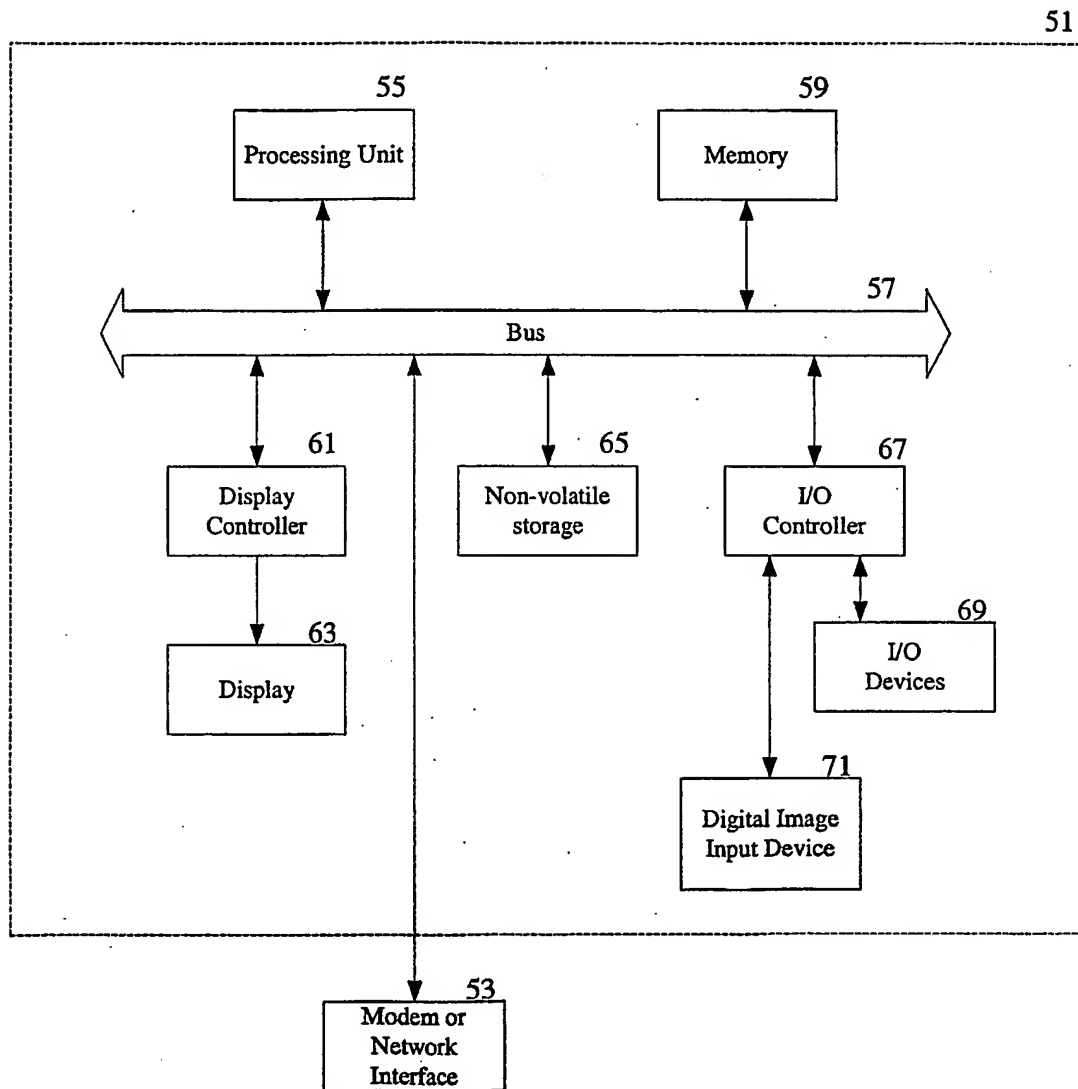 51
55
59
Processing Unit
Memory
57
Bus
61
65
67
Display
Controller
Non-volatile
storage
I/O
Controller
63
69
Display
I/O
Devices
71
Digital Image
Input Device
53
Modem or
Network
Interface